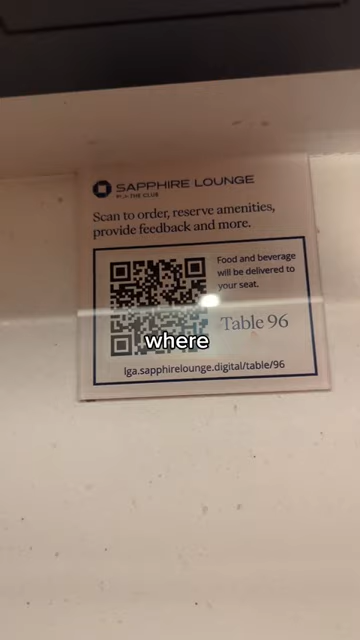 SAPPHIRE LOUNGE
BY THE CLUB
Scan to order, reserve amenities,
provide feedback and more.
Food and beverage
will be delivered to
your seat.
Table 96
where
lga.sapphirelounge.digital/table/96